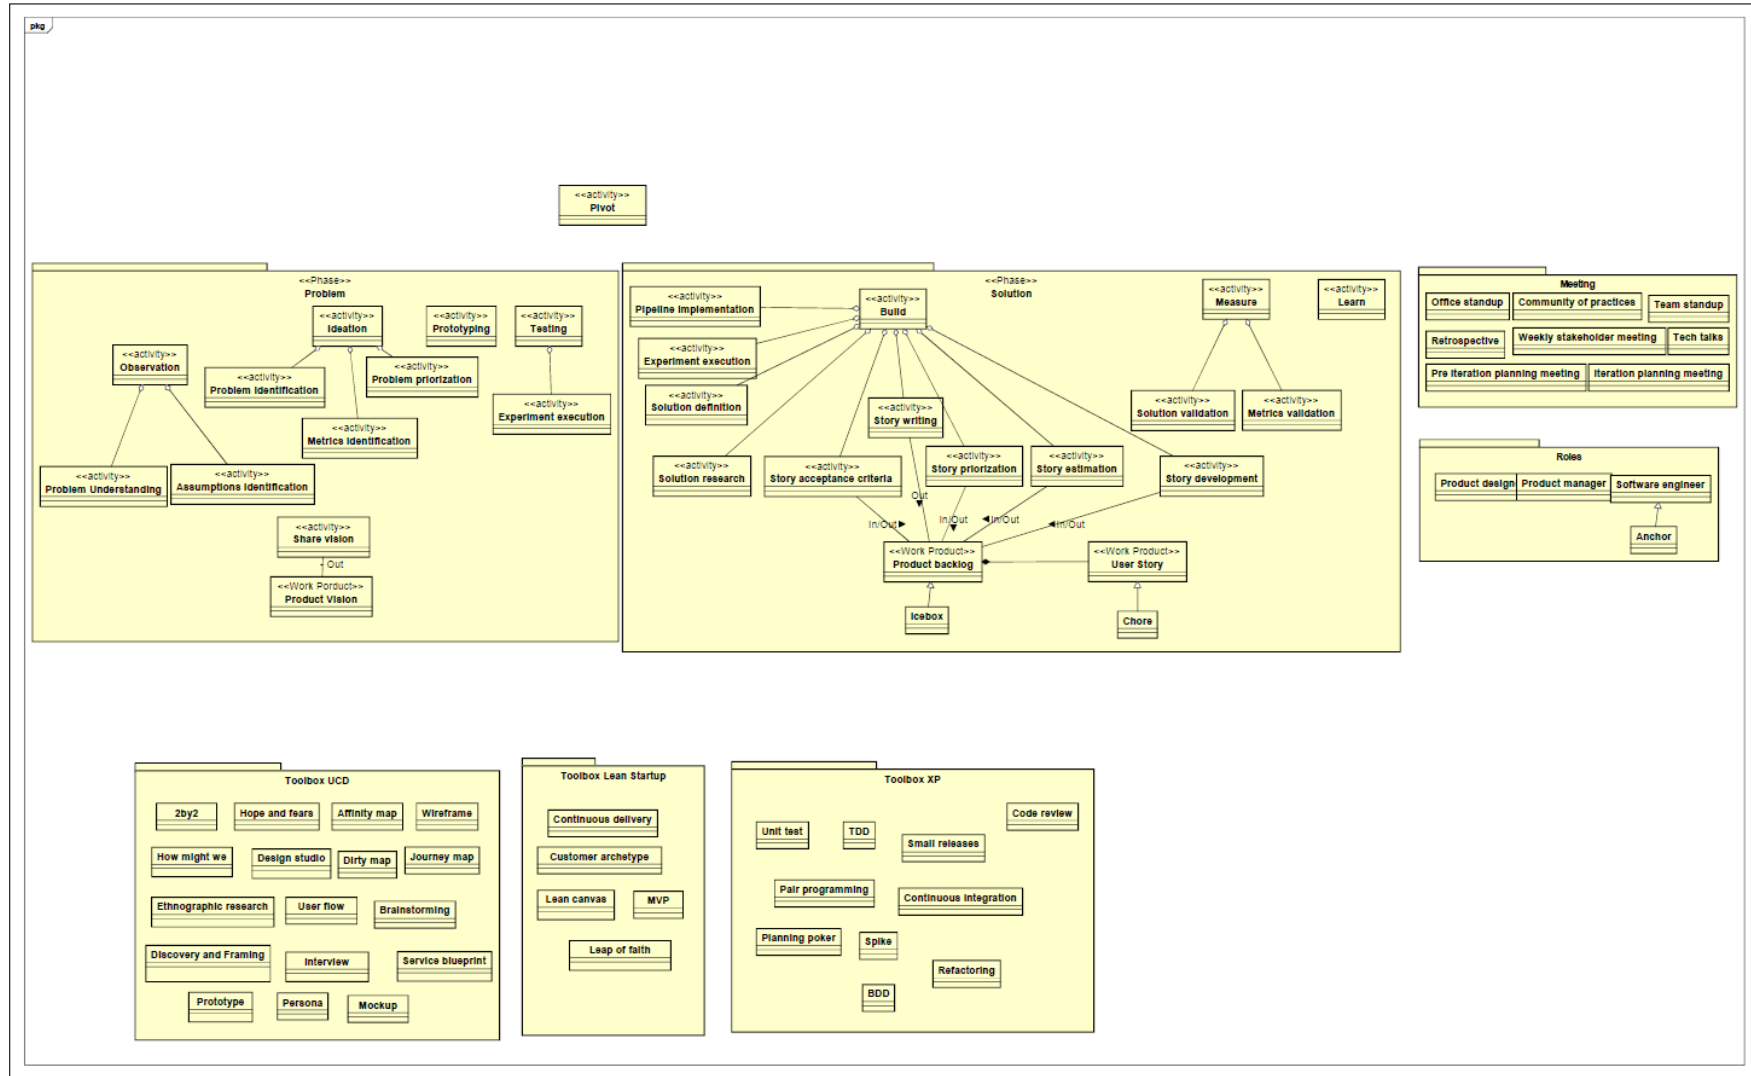 pkg
<<activity>>
Pivot
<<Phase>>
Problem
<<activity>>
Ideation
<<activity>>
Prototyping
<<activity>>
Testing
<<activity>>
Observation
<<activity>>
Problem Identification
<<activity>>
Problem priorization
<<activity>>
Experiment execution
<<activity>>
Metrics Identification
<<activity>>
Problem Understanding
<<activity>>
Assumptions Identification
<<activity>>
Share vision
Out
<<Work Porduct>>
Product Vision
<<Phase>>
Solution
<<activity>>
Pipeline Implementation
<<activity>>
Build
<<activity>>
Measure
<<activity>>
Learn
<<activity>>
Experiment execution
<<activity>>
Solution definition
<<activity>>
Story writing
<<activity>>
Solution validation
<<activity>>
Metrics validation
<<activity>>
Solution research
<<activity>>
Story acceptance criteria
<<activity>>
Story priorization
<<activity>>
Story estimation
<<activity>>
Story development
Out
In/Out
In/Out
In/Out
In/Out
<<Work Product>>
Product backlog
<<Work Product>>
User Story
Icebox
Chore
Meeting
Office standup
Community of practices
Team standup
Retrospective
Weekly stakeholder meeting
Tech talks
Pre iteration planning meeting
Iteration planning meeting
Roles
Product design
Product manager
Software engineer
Anchor
Toolbox UCD
2by2
Hope and fears
Affinity map
Wireframe
How might we
Design studio
Dirty map
Journey map
Ethnographic research
User flow
Brainstorming
Discovery and Framing
Interview
Service blueprint
Prototype
Persona
Mockup
Toolbox Lean Startup
Continuous delivery
Customer archetype
Lean canvas
MVP
Leap of faith
Toolbox XP
Code review
Unit test
TDD
Small releases
Pair programming
Continuous Integration
Planning poker
Spike
Refactoring
BDD